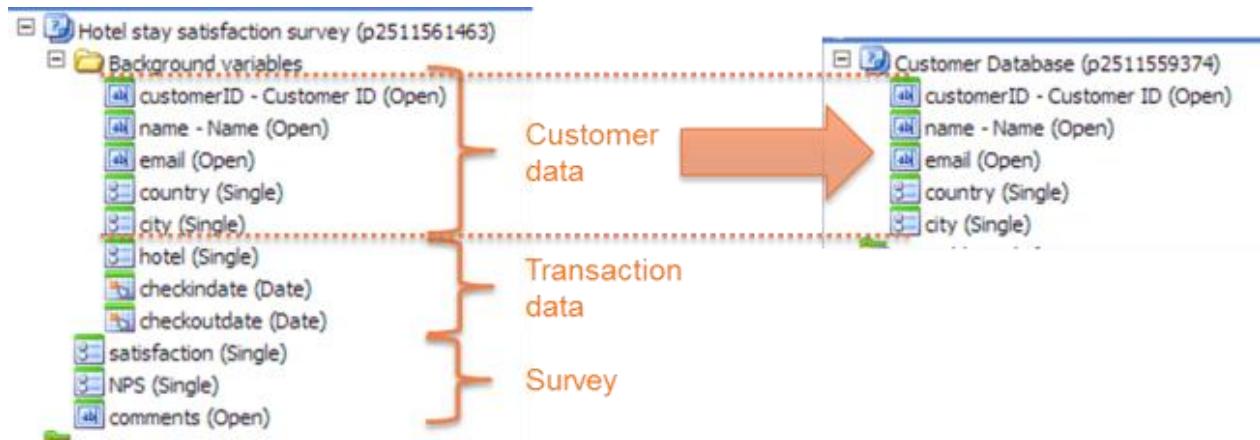 Hotel stay satisfaction survey (p2511561463)
Background variables
customerID - Customer ID (Open)
name - Name (Open)
email (Open)
country (Single)
city (Single)
hotel (Single)
checkindate (Date)
checkoutdate (Date)
satisfaction (Single)
NPS (Single)
comments (Open)
Customer
data
Transaction
data
Survey
Customer Database (p2511559374)
customerID - Customer ID (Open)
name - Name (Open)
email (Open)
country (Single)
city (Single)